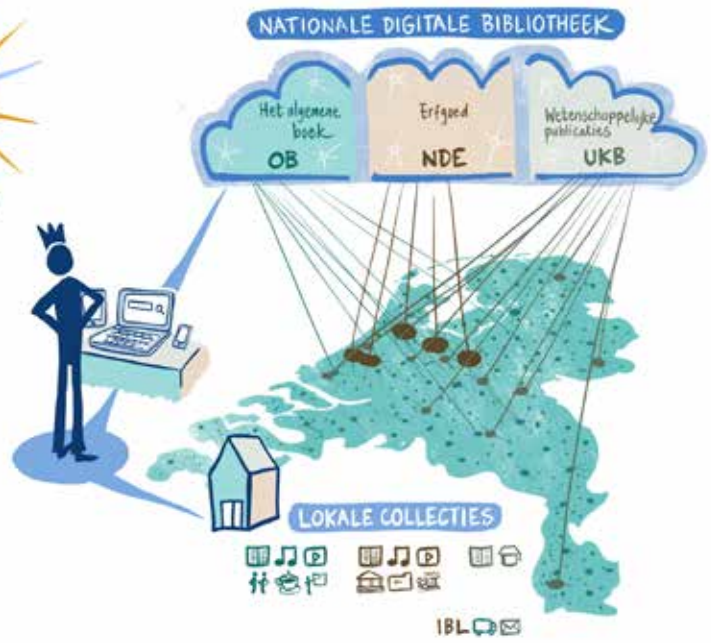 NATIONALE DIGITALE BIBLIOTHEEK
Het algemene
boek
OB
Erfgoed
NDE
Wetenschappelijke
publicaties
UKB
LOKALE COLLECTIES
IBL